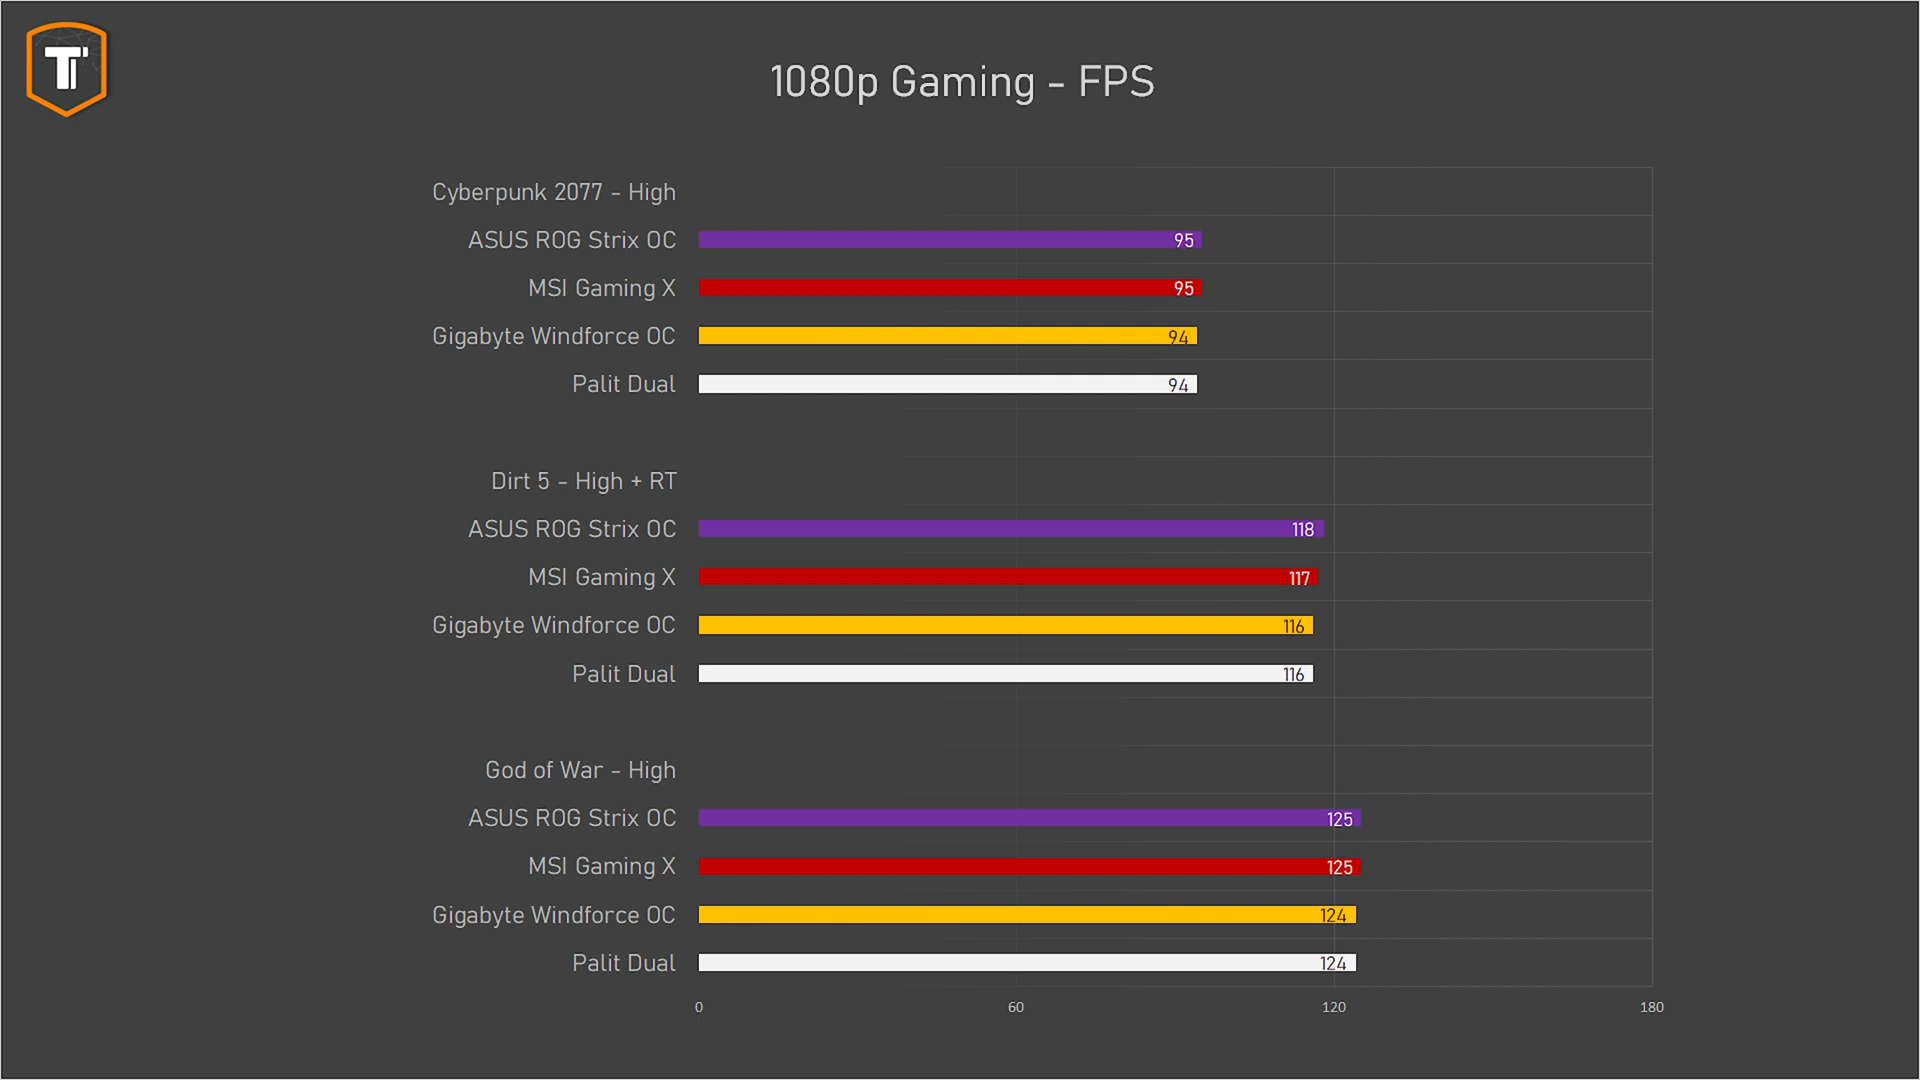 1080p Gaming - FPS
Cyberpunk 2077 - High
ASUS ROG Strix OC 95
MSI Gaming X 95
Gigabyte Windforce OC 94
Palit Dual 94
Dirt 5 - High + RT
ASUS ROG Strix OC 118
MSI Gaming X 117
Gigabyte Windforce OC 116
Palit Dual 116
God of War - High
ASUS ROG Strix OC 125
MSI Gaming X 125
Gigabyte Windforce OC 124
Palit Dual 124
0 60 120 180